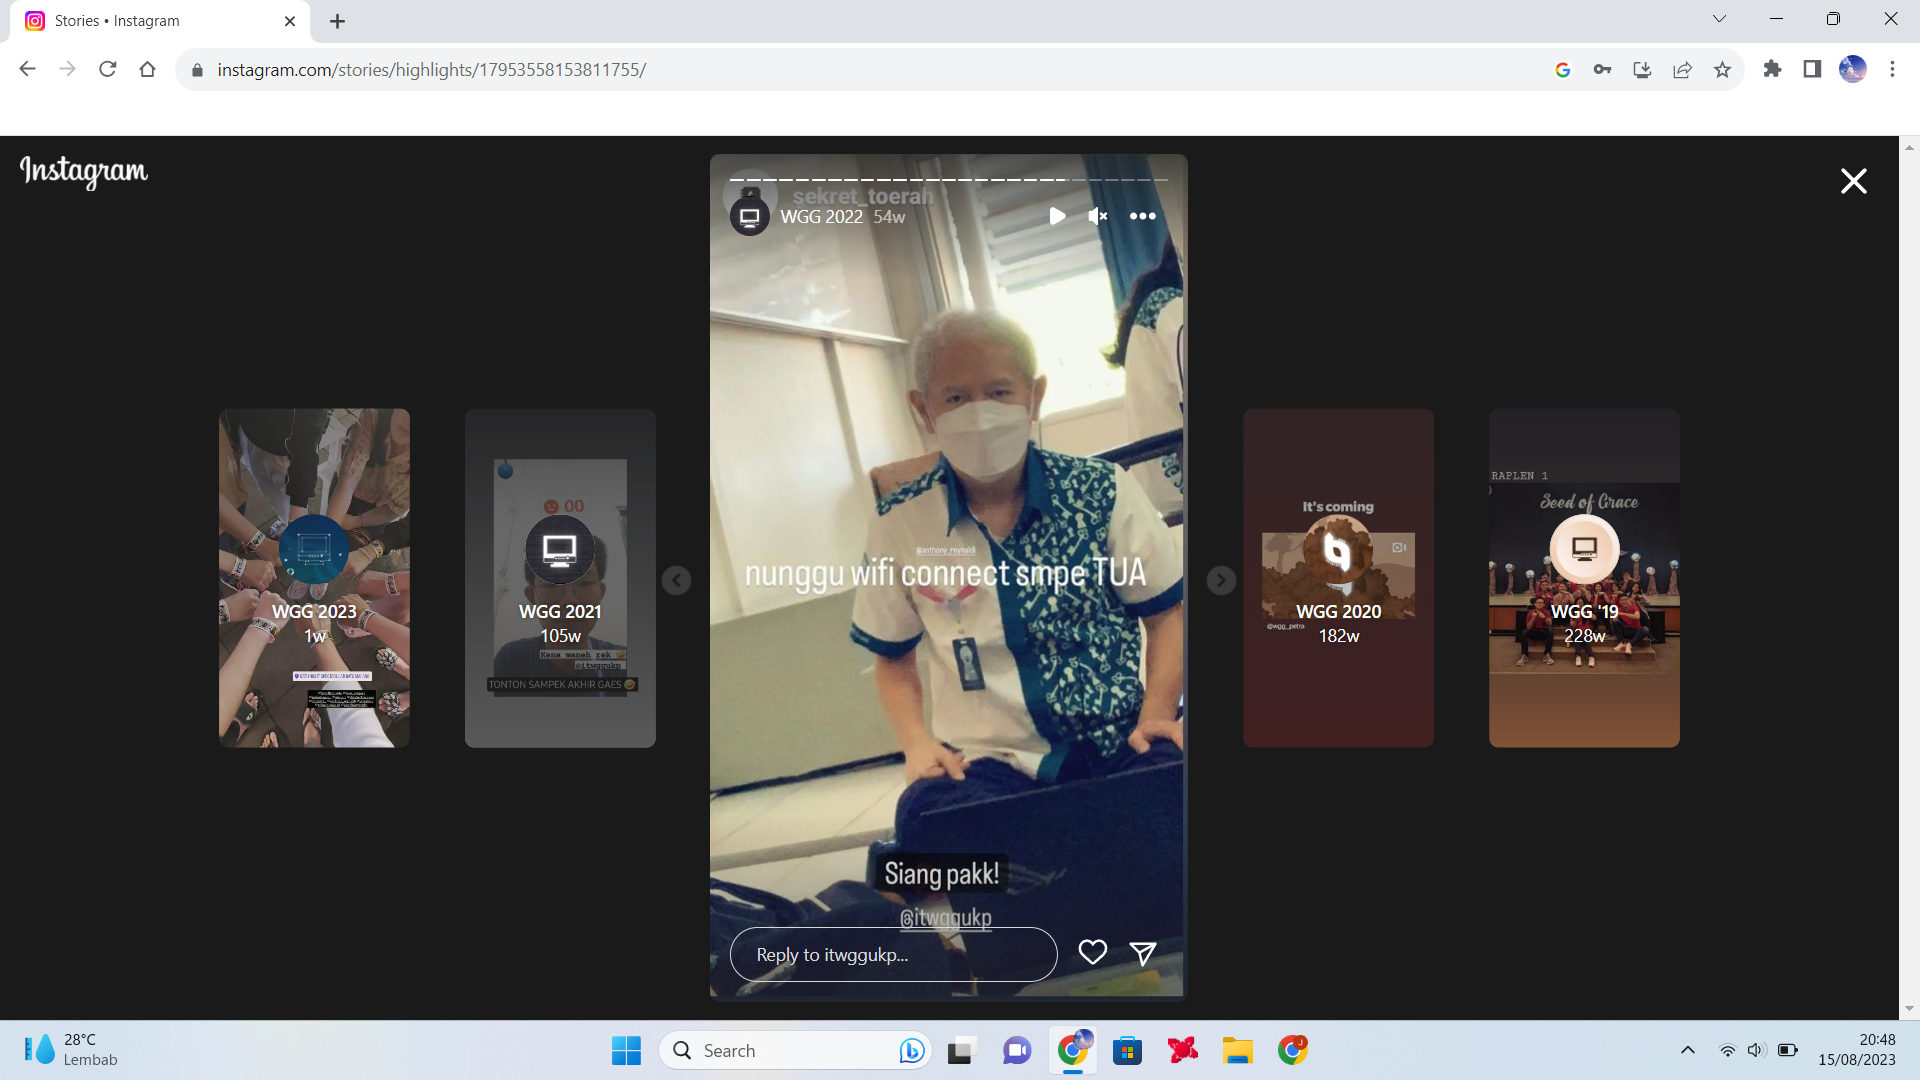 Stories • Instagram
instagram.com/stories/highlights/17953558153811755/
Instagram
sekret_toerah
WGG 2022 54w
@anthony_reynaldi
nunggu wifi connect smpe TUA
Siang pakk!
@itwggukp
Reply to itwggukp...
WGG 2023
1w
00
WGG 2021
105w
Kena maneh rek
@itwggukp
TONTON SAMPEK AKHIR GAES
It's coming
WGG 2020
@wgg_petra
182w
RAPLEN 1
Seed of Grace
WGG '19
228w
28°C
Lembab
Search
20:48
15/08/2023